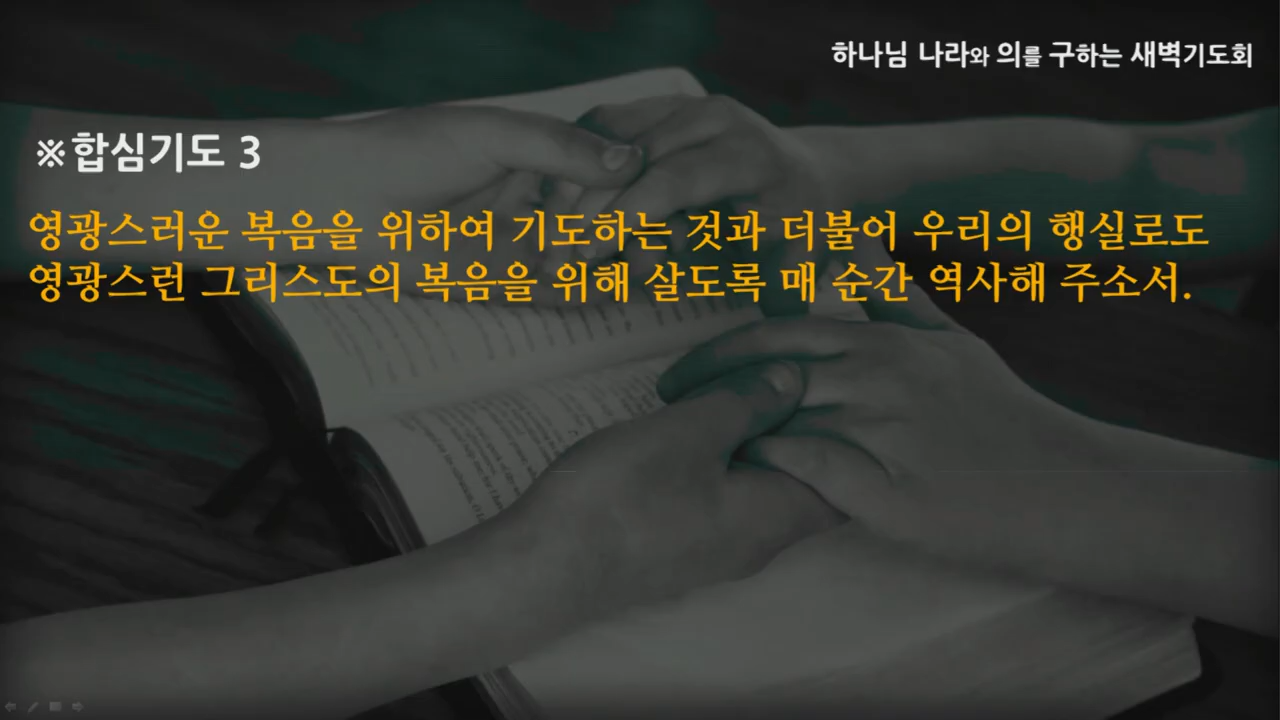 하나님 나라와 의를 구하는 새벽기도회
※합심기도 3
영광스러운 복음을 위하여 기도하는 것과 더불어 우리의 행실로도
영광스런 그리스도의 복음을 위해 살도록 매 순간 역사해 주소서.